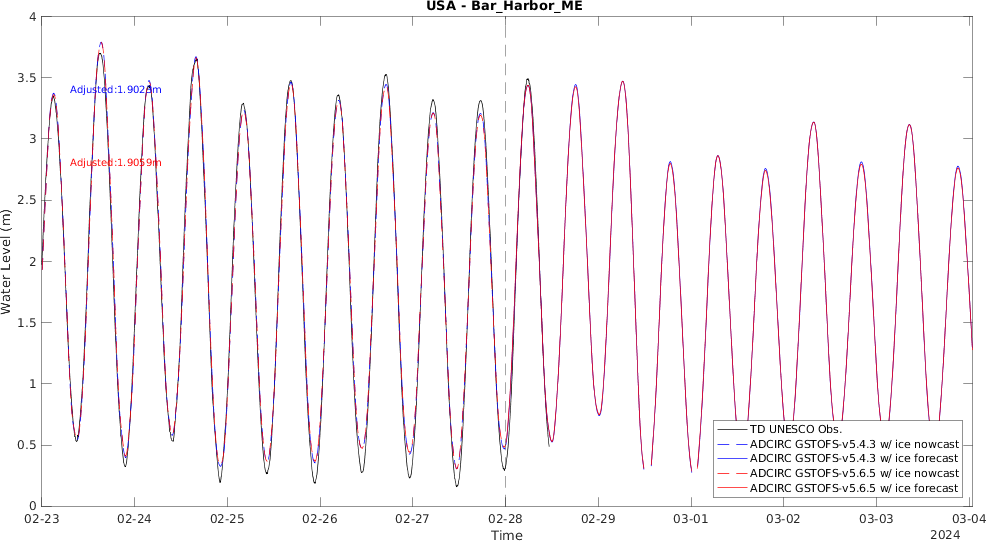 USA - Bar_Harbor_ME
4
3.5
3
2.5
2
1.5
1
0.5
0
Water Level (m)
Adjusted:1.9029m
Adjusted:1.9059m
TD UNESCO Obs.
ADCIRC GSTOFS-v5.4.3 w/ ice nowcast
ADCIRC GSTOFS-v5.4.3 w/ ice forecast
ADCIRC GSTOFS-v5.6.5 w/ ice nowcast
ADCIRC GSTOFS-v5.6.5 w/ ice forecast
02-23 02-24 02-25 02-26 02-27 02-28 02-29 03-01 03-02 03-03 03-04
Time
2024